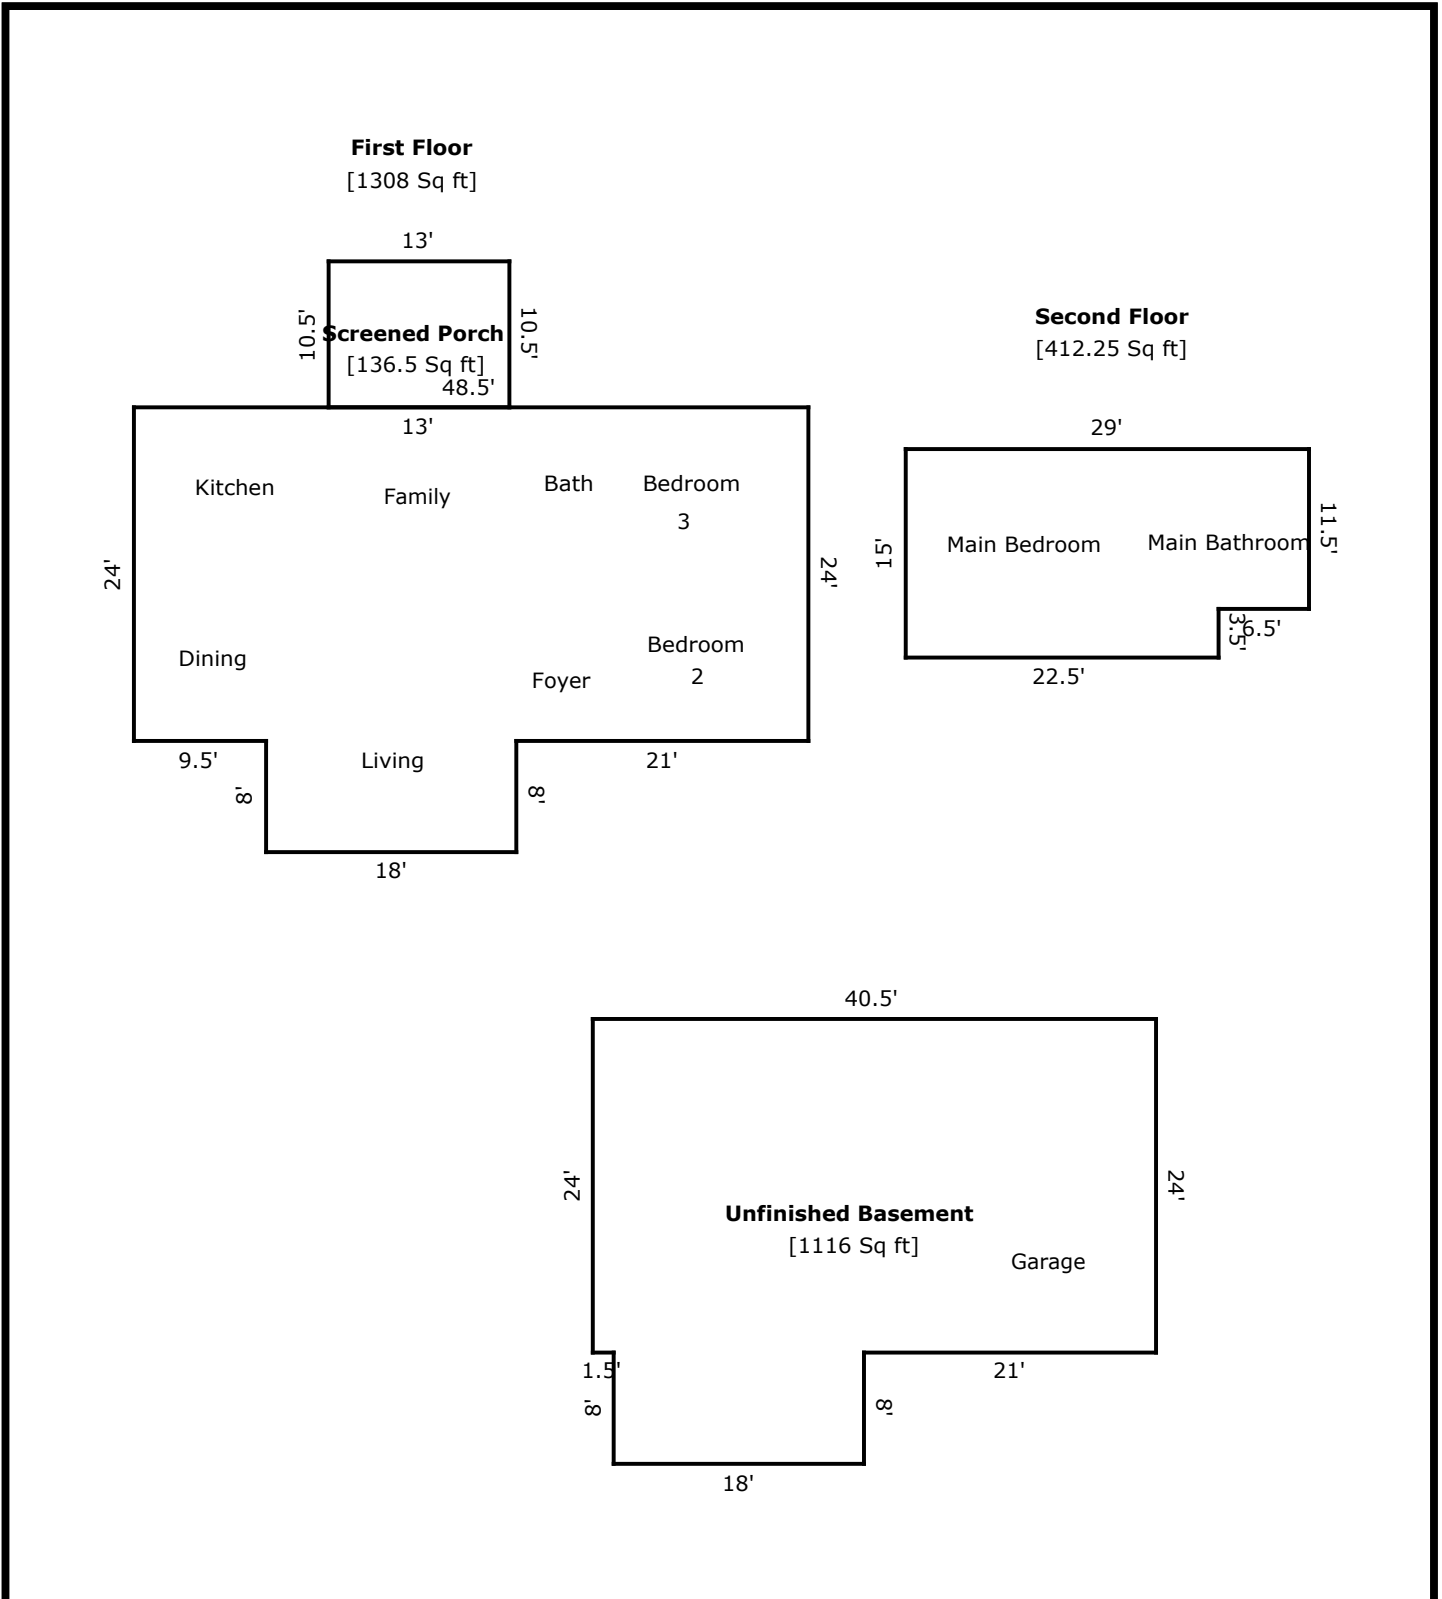 First Floor
[1308 Sq ft]
13'
10.5'
10.5'
Screened Porch
[136.5 Sq ft]
48.5'
13'
Kitchen
Family
Bath
Bedroom
3
24'
24'
Dining
Foyer
Bedroom
2
9.5'
Living
21'
8'
8'
18'
Second Floor
[412.25 Sq ft]
29'
15'
Main Bedroom
Main Bathroom
11.5'
3.5'
6.5'
22.5'
40.5'
24'
24'
Unfinished Basement
[1116 Sq ft]
Garage
1.5'
21'
8'
8'
18'